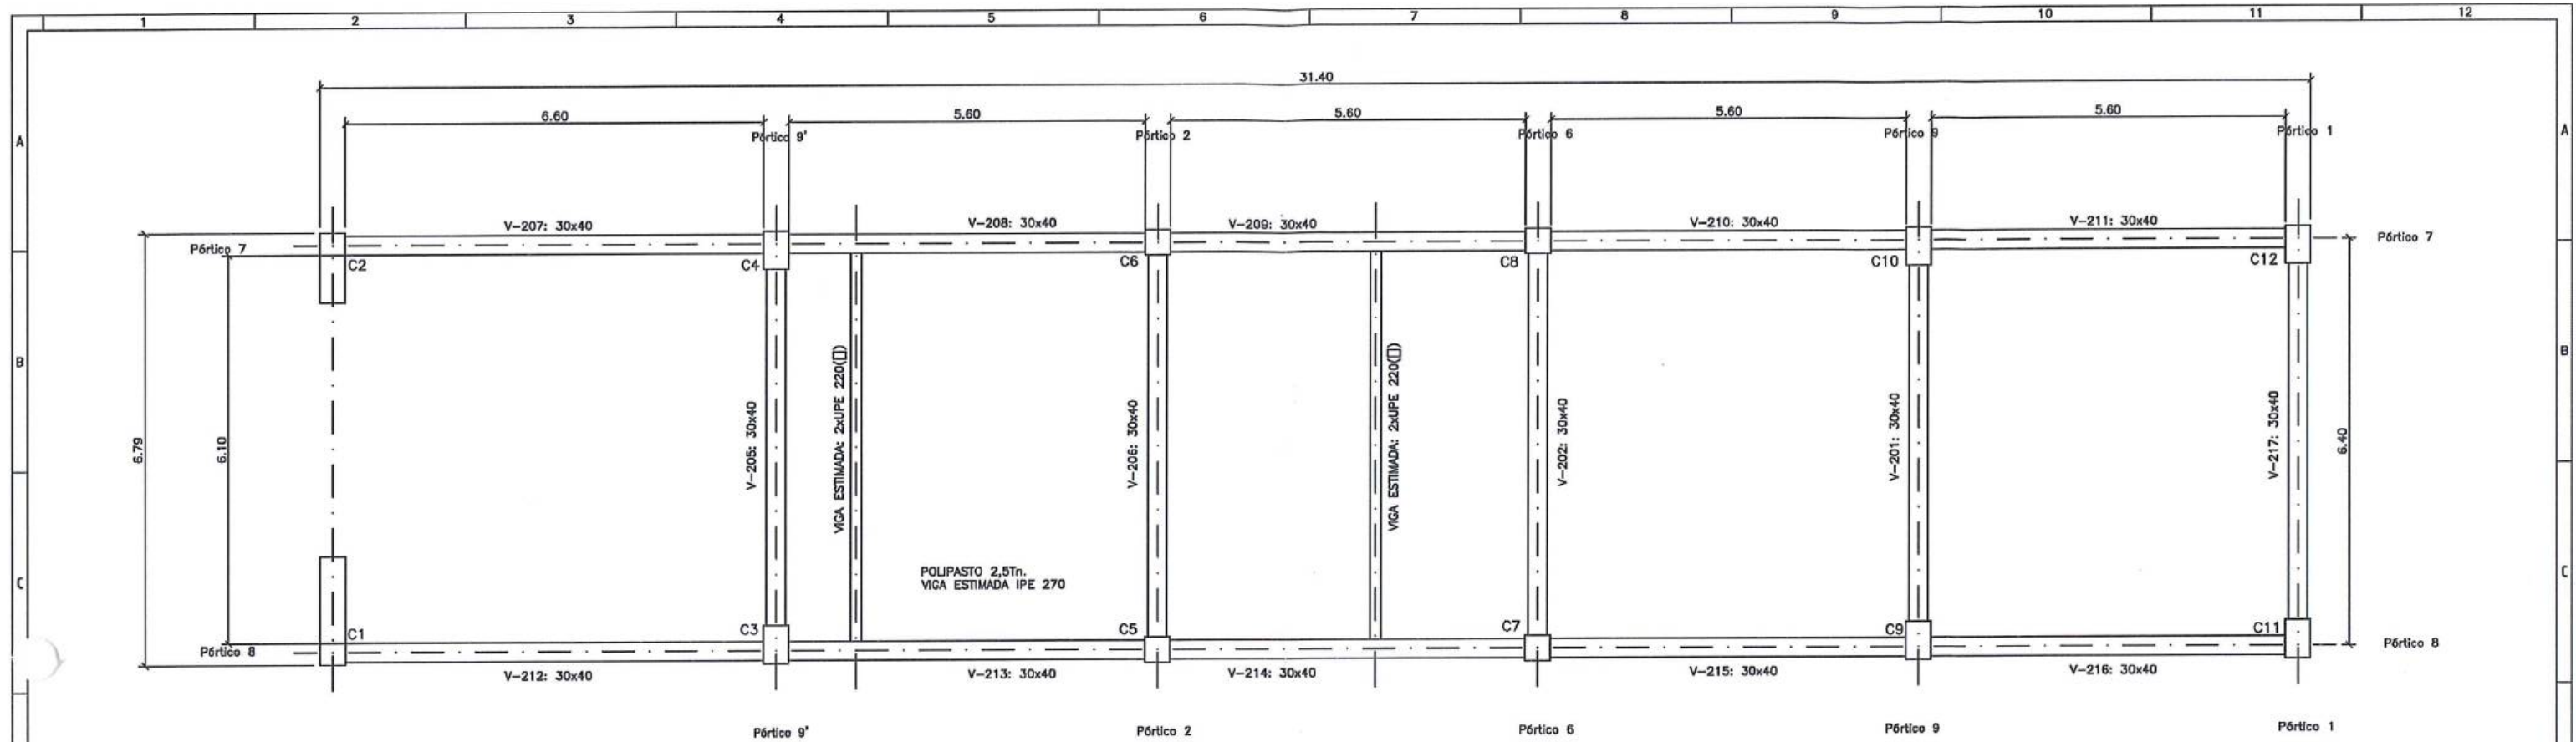 1 2 3 4 5 6 7 8 9 10 11 12
31.40
6.60 5.60 5.60 5.60 5.60
Pórtico 9' Pórtico 2 Pórtico 6 Pórtico 9 Pórtico 1
A A
V-207: 30x40 V-208: 30x40 V-209: 30x40 V-210: 30x40 V-211: 30x40
Pórtico 7 Pórtico 7
C2 C4 C6 C8 C10 C12
B B
6.79
6.10
V-205: 30x40
VIGA ESTIMADA: 2xUPE 220([])
V-206: 30x40
VIGA ESTIMADA: 2xUPE 220([])
V-202: 30x40
V-201: 30x40
V-217: 30x40
6.40
POLIPASTO 2,5Tn.
VIGA ESTIMADA IPE 270
C C
C1 C3 C5 C7 C9 C11
Pórtico 8 Pórtico 8
V-212: 30x40 V-213: 30x40 V-214: 30x40 V-215: 30x40 V-216: 30x40
Pórtico 9' Pórtico 2 Pórtico 6 Pórtico 9 Pórtico 1